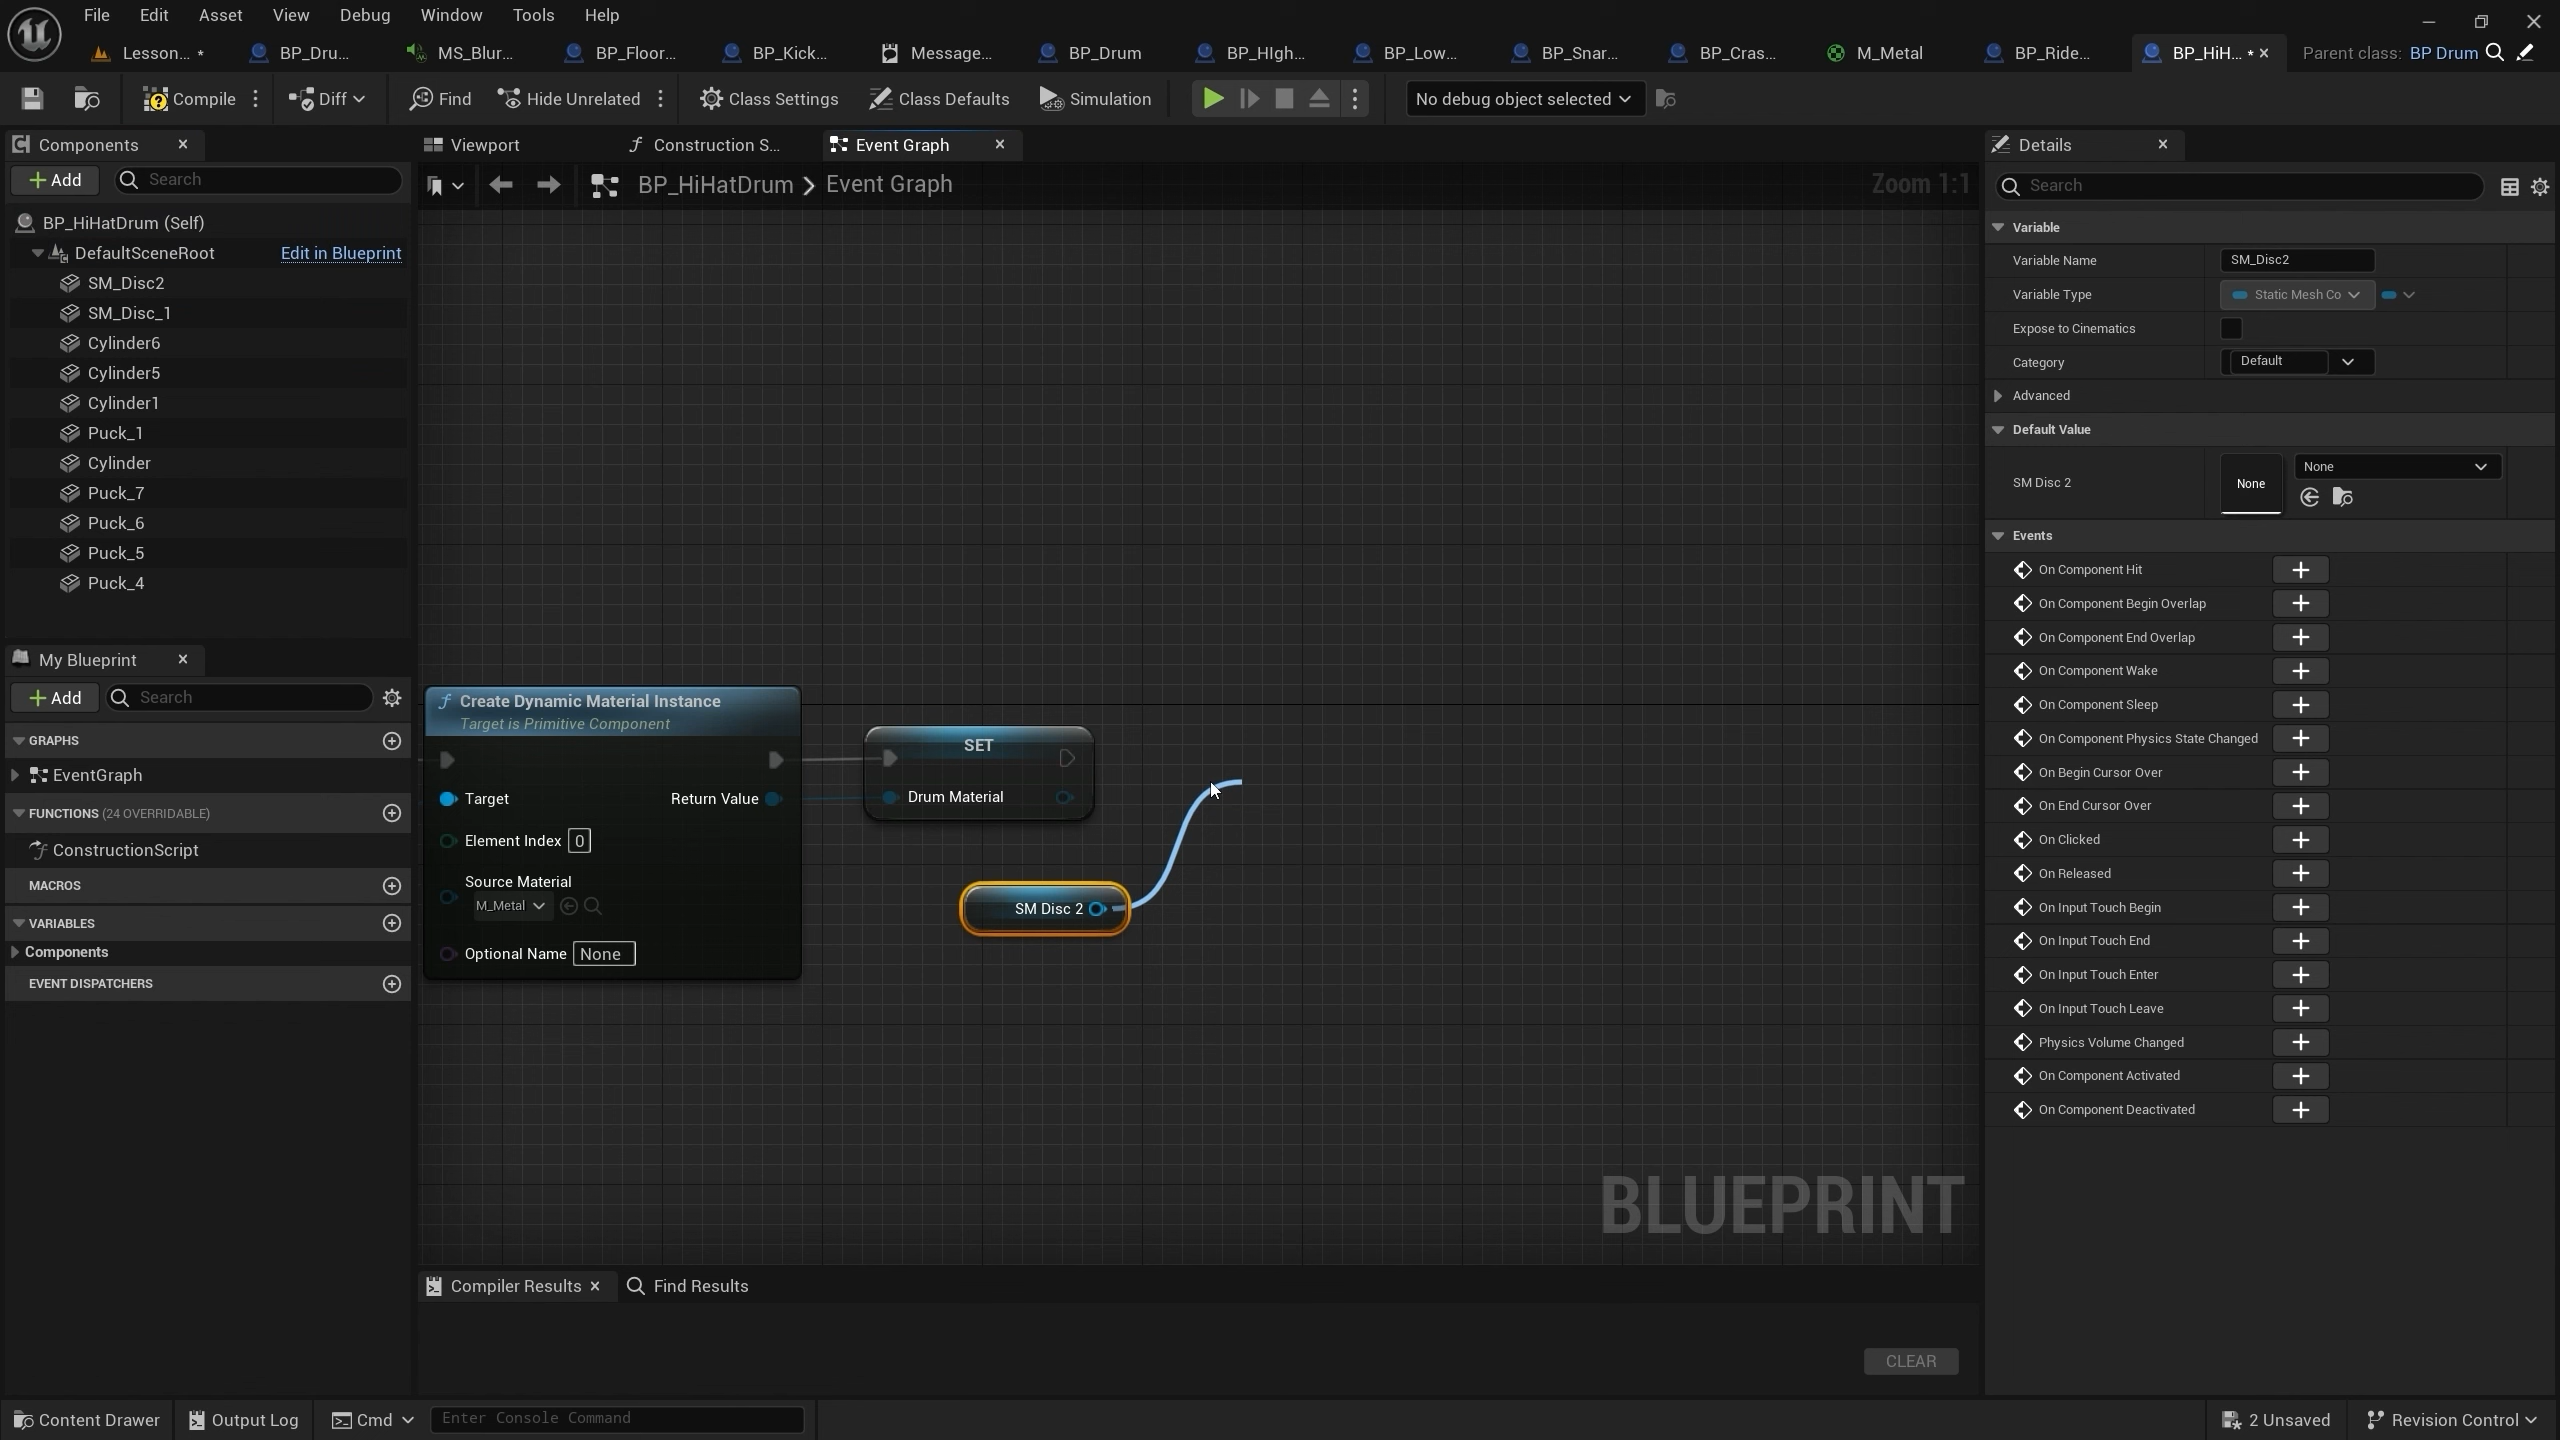 File Edit Asset View Debug Window Tools Help
Lesson... * BP_Dru... MS_Blur... BP_Floor... BP_Kick... Message... BP_Drum BP_HIgh... BP_Low... BP_Snar... BP_Cras... M_Metal BP_Ride... BP_HiH... * Parent class: BP Drum
Compile Diff Find Hide Unrelated Class Settings Class Defaults Simulation No debug object selected
Components Viewport Construction S... Event Graph Details
Add Search BP_HiHatDrum > Event Graph Zoom 1:1 Search
BP_HiHatDrum (Self)
DefaultSceneRoot Edit in Blueprint
SM_Disc2
SM_Disc_1
Cylinder6
Cylinder5
Cylinder1
Puck_1
Cylinder
Puck_7
Puck_6
Puck_5
Puck_4
My Blueprint
Add Search
GRAPHS
EventGraph
FUNCTIONS (24 OVERRIDABLE)
ConstructionScript
MACROS
VARIABLES
Components
EVENT DISPATCHERS
Create Dynamic Material Instance
Target is Primitive Component
Target Return Value
Element Index 0
Source Material
M_Metal
Optional Name None
SET
Drum Material
SM Disc 2
BLUEPRINT
Compiler Results Find Results
CLEAR
Variable
Variable Name SM_Disc2
Variable Type Static Mesh Co
Expose to Cinematics
Category Default
Advanced
Default Value
SM Disc 2 None None
Events
On Component Hit
On Component Begin Overlap
On Component End Overlap
On Component Wake
On Component Sleep
On Component Physics State Changed
On Begin Cursor Over
On End Cursor Over
On Clicked
On Released
On Input Touch Begin
On Input Touch End
On Input Touch Enter
On Input Touch Leave
Physics Volume Changed
On Component Activated
On Component Deactivated
Content Drawer Output Log Cmd Enter Console Command 2 Unsaved Revision Control